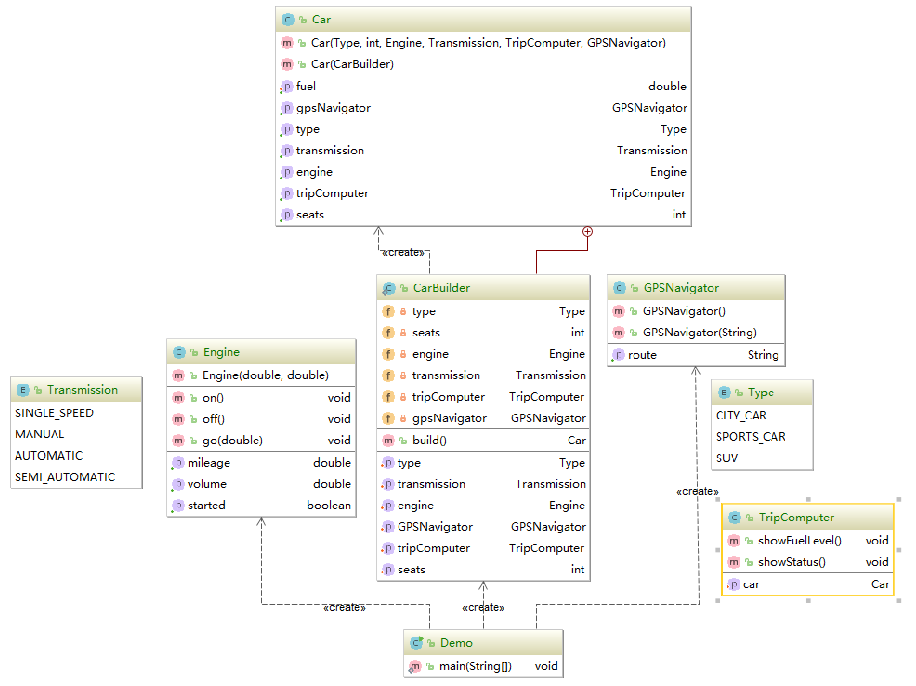 Car
Car(Type, int, Engine, Transmission, TripComputer, GPSNavigator)
Car(CarBuilder)
fuel double
gpsNavigator GPSNavigator
type Type
transmission Transmission
engine Engine
tripComputer TripComputer
seats int
«create»
CarBuilder
type Type
seats int
engine Engine
transmission Transmission
tripComputer TripComputer
gpsNavigator GPSNavigator
build() Car
type Type
transmission Transmission
engine Engine
GPSNavigator GPSNavigator
tripComputer TripComputer
seats int
GPSNavigator
GPSNavigator()
GPSNavigator(String)
route String
Engine
Engine(double, double)
on() void
off() void
go(double) void
mileage double
volume double
started boolean
Transmission
SINGLE_SPEED
MANUAL
AUTOMATIC
SEMI_AUTOMATIC
Type
CITY_CAR
SPORTS_CAR
SUV
«create»
TripComputer
showFuelLevel() void
showStatus() void
car Car
«create»
«create»
Demo
main(String[]) void